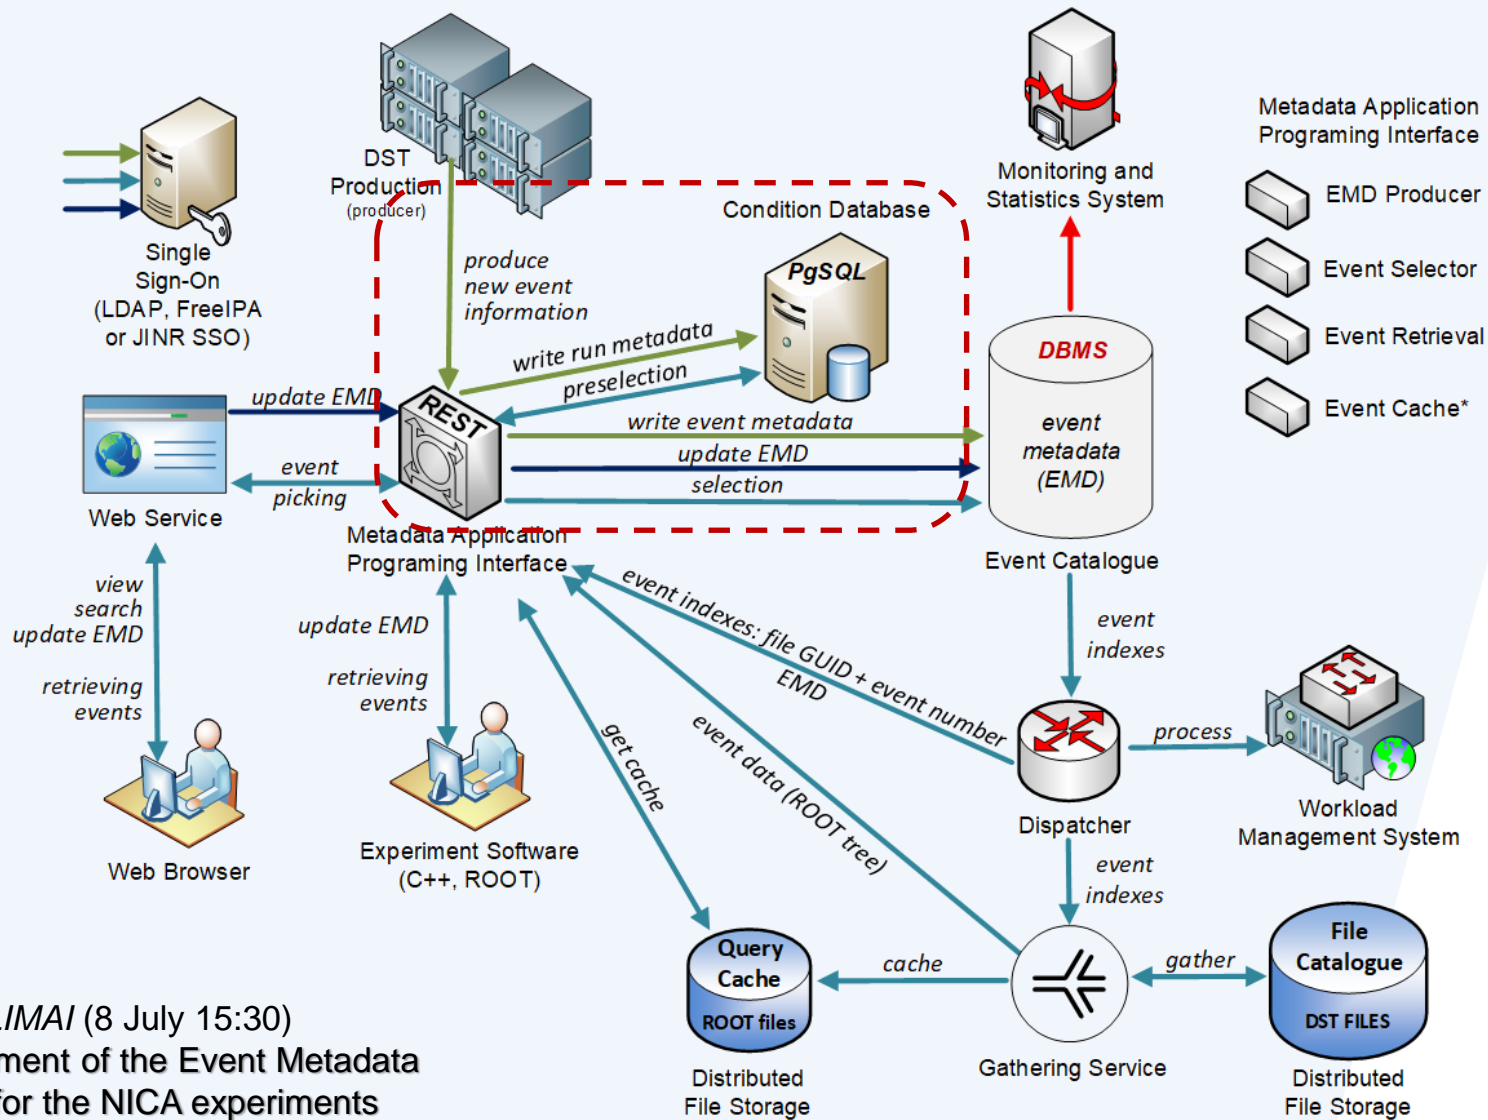 DST
Production
(producer)
Single
Sign-On
(LDAP, FreeIPA
or JINR SSO)
Condition Database
PgSQL
Monitoring and
Statistics System
Metadata Application
Programing Interface
EMD Producer
Event Selector
Event Retrieval
Event Cache*
produce
new event
information
write run metadata
preselection
write event metadata
update EMD
selection
DBMS
event
metadata
(EMD)
Event Catalogue
update EMD
REST
event
picking
Web Service
Metadata Application
Programing Interface
view
search
update EMD
retrieving
events
Web Browser
update EMD
retrieving
events
Experiment Software
(C++, ROOT)
event indexes: file GUID + event number
EMD
event data (ROOT tree)
get cache
event
indexes
Dispatcher
process
Workload
Management System
event
indexes
Query
Cache
ROOT files
Distributed
File Storage
cache
Gathering Service
gather
File
Catalogue
DST FILES
Distributed
File Storage
LIMAI (8 July 15:30)
ment of the Event Metadata
for the NICA experiments